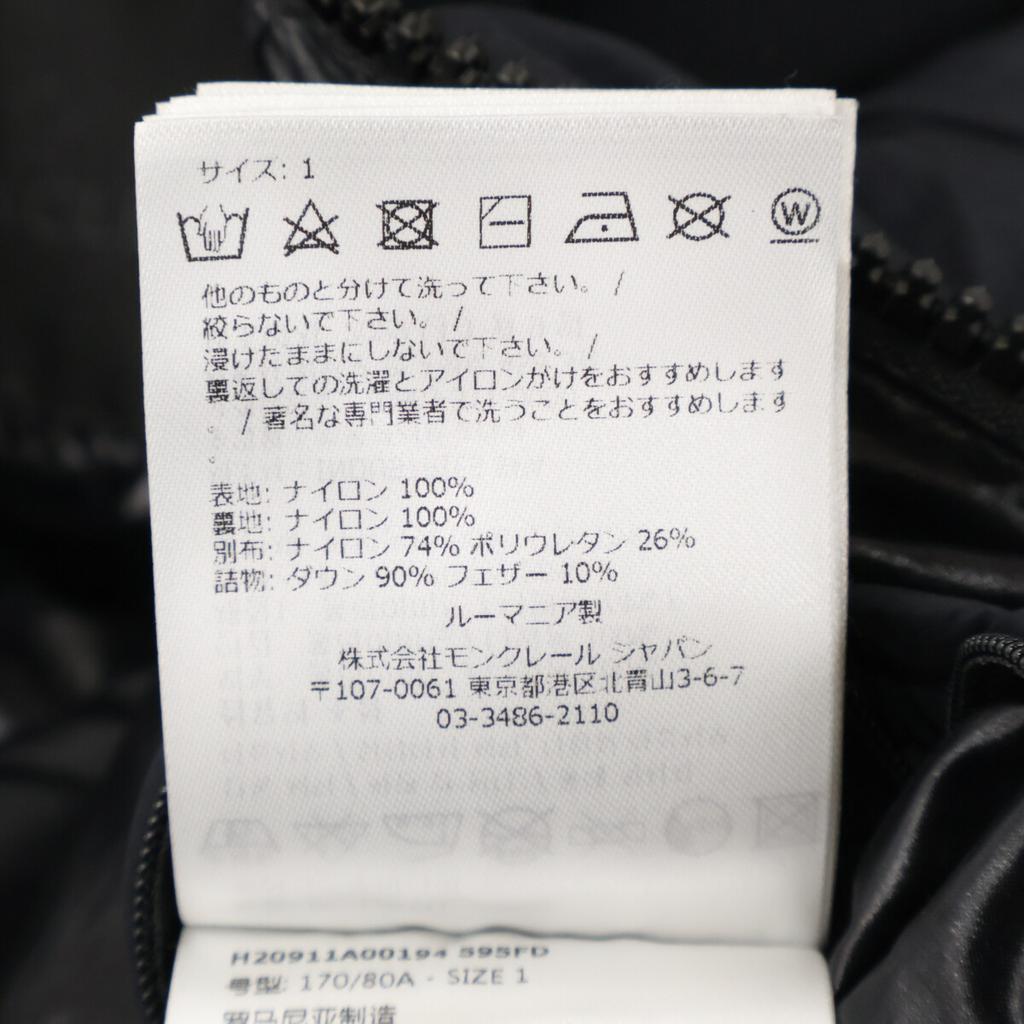 サイズ: 1
W
他のものと分けて洗って下さい。 /
絞らないで下さい。 /
浸けたままにしないで下さい。 /
裏返しての洗濯とアイロンがけをおすすめします
。 / 著名な専門業者で洗うことをおすすめします
。
表地: ナイロン 100%
裏地: ナイロン 100%
別布: ナイロン 74% ポリウレタン 26%
詰物: ダウン 90% フェザー 10%
ルーマニア製
株式会社モンクレール ジャパン
〒107-0061 東京都港区北青山3-6-7
03-3486-2110
H20911A00194 595FD
号型: 170/80A - SIZE 1
罗马尼亚制造